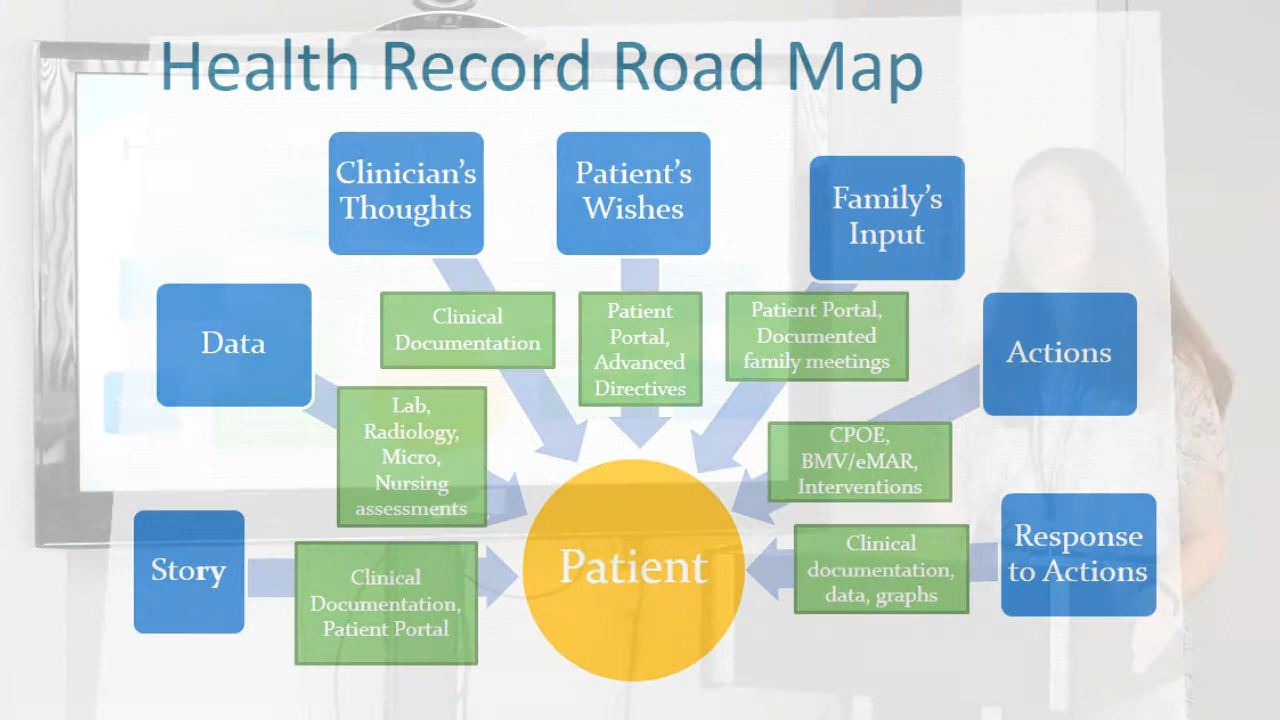 Health Record Road Map
Clinician’s
Thoughts
Patient’s
Wishes
Family’s
Input
Data
Clinical
Documentation
Patient
Portal,
Advanced
Directives
Patient Portal,
Documented
family meetings
Actions
Lab,
Radiology,
Micro,
Nursing
assessments
CPOE,
BMV/eMAR,
Interventions
Story
Clinical
Documentation,
Patient Portal
Patient
Clinical
documentation,
data, graphs
Response
to Actions